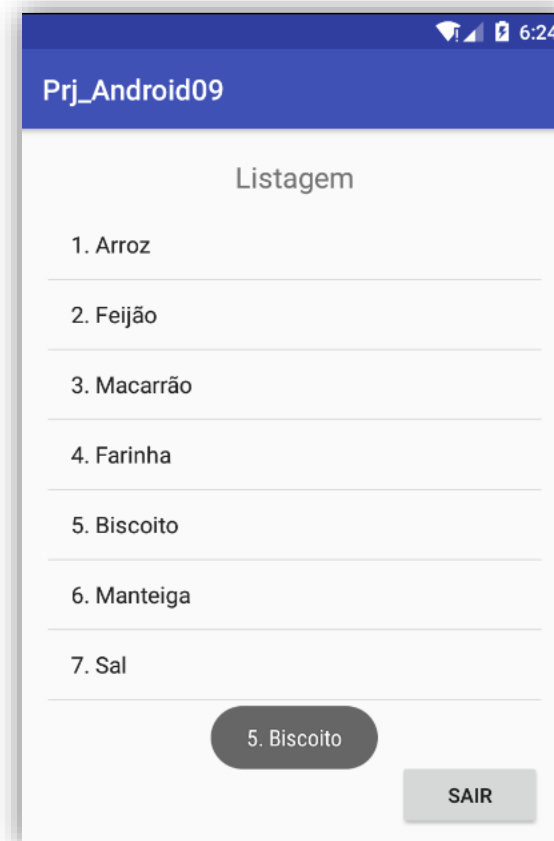 6:24
Prj_Android09
Listagem
1. Arroz
2. Feijão
3. Macarrão
4. Farinha
5. Biscoito
6. Manteiga
7. Sal
5. Biscoito
SAIR